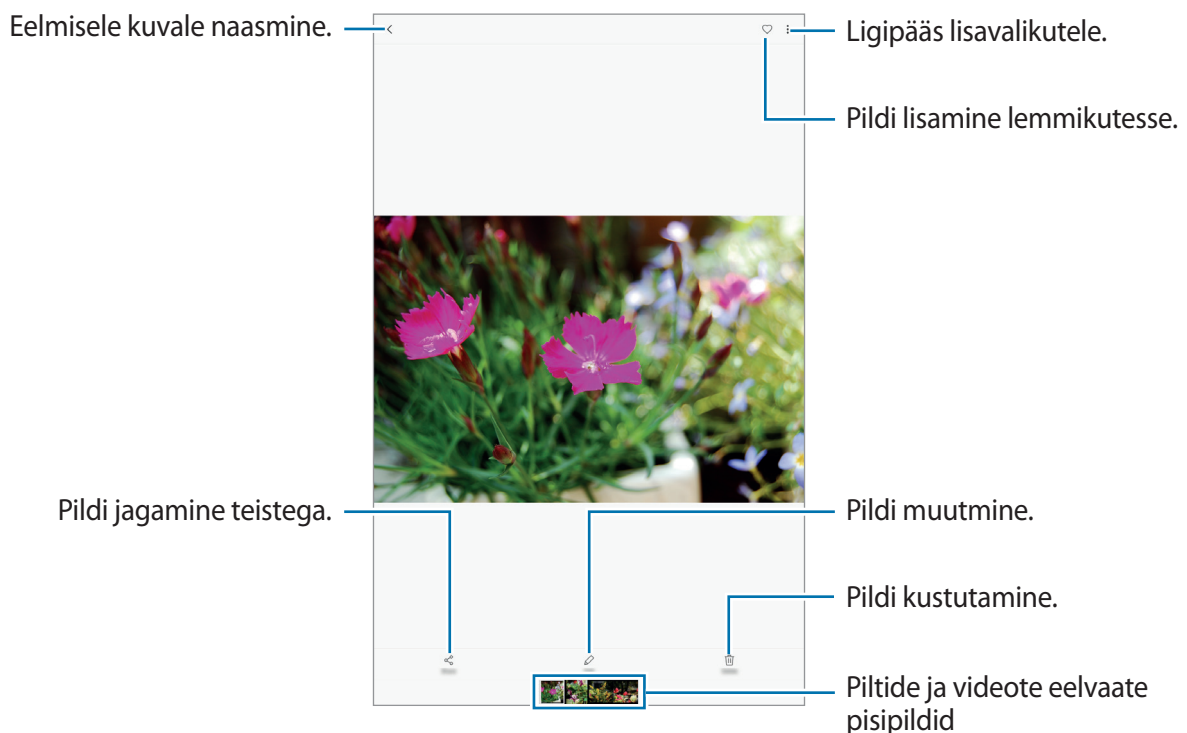 Eelmisele kuvale naasmine.
Ligipääs lisavalikutele.
Pildi lisamine lemmikutesse.
Pildi jagamine teistega.
Pildi muutmine.
Pildi kustutamine.
Piltide ja videote eelvaate
pisipildid